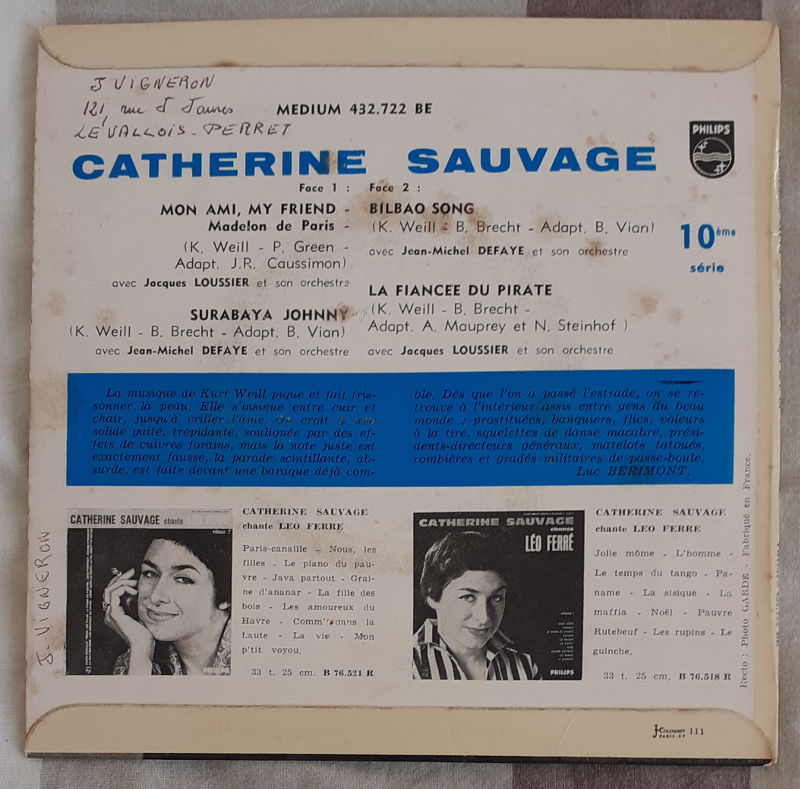 J VIGNERON
121, rue J Jaures
LEVALLOIS-PERRET
MEDIUM 432.722 BE
PHILIPS
CATHERINE SAUVAGE
Face 1 :
MON AMI, MY FRIEND -
Madelon de Paris -
(K. Weill - P. Green -
Adapt. J.R. Caussimon)
avec Jacques LOUSSIER et son orchestre
SURABAYA JOHNNY
(K. Weill - B. Brecht - Adapt. B. Vian)
avec Jean-Michel DEFAYE et son orchestre
Face 2 :
BILBAO SONG
(K. Weill - B. Brecht - Adapt. B. Vian)
avec Jean-Michel DEFAYE et son orchestre
LA FIANCEE DU PIRATE
(K. Weill - B. Brecht -
Adapt. A. Mauprey et N. Steinhof )
avec Jacques LOUSSIER et son orchestre
10ème
série
La musique de Kurt Weill pique et fait fris-
sonner la peau. Elle s'insinue entre cuir et
chair, jusqu'à vriller l'âme. On croit à une
solide gaité, trépidante, soulignée par des ef-
fets de cuivres forains, mais la note juste est
exactement fausse, la parade scintillante, ab-
surde, est faite devant une baraque déjà com-
ble. Dès que l'on a passé l'estrade, on se re-
trouve à l'intérieur assis entre gens du beau
monde : prostituées, banquiers, flics, voleurs
à la tire, squelettes de danse macabre, prési-
dents-directeurs généraux, matelots tatoués,
rombières et gradés militaires de passe-boule.
Luc BERIMONT.
CATHERINE SAUVAGE chante
volume 2
CATHERINE SAUVAGE
chante LEO FERRE
Paris-canaille - Nous, les
filles - Le piano du pau-
vre - Java partout - Grai-
ne d'ananar - La fille des
bois - Les amoureux du
Havre - Comm' dans la
haute - La vie - Mon
p'tit voyou.
33 t. 25 cm. B 76.521 R
CATHERINE SAUVAGE
chante
LÉO FERRÉ
PHILIPS
CATHERINE SAUVAGE
chante LEO FERRE
Jolie môme - L'homme -
Le temps du tango - Pa-
name - La sisique - La
maffia - Noël - Pauvre
Rutebeuf - Les rupins - Le
guinche.
33 t. 25 cm. B 76.518 R
J. VIGNERON
Recto : Photo GARDE - Fabriqué en France.
111